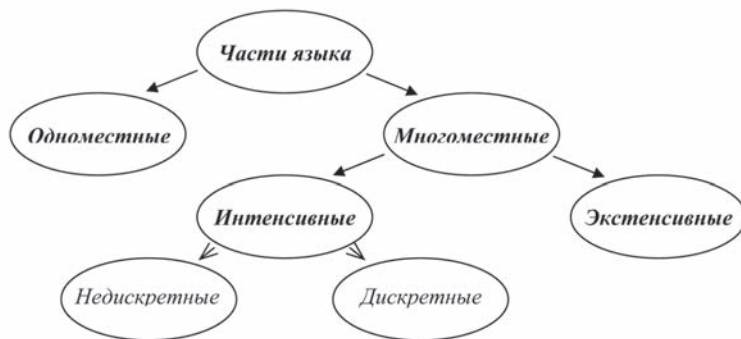 Части языка
Одноместные
Многоместные
Интенсивные
Экстенсивные
Недискретные
Дискретные